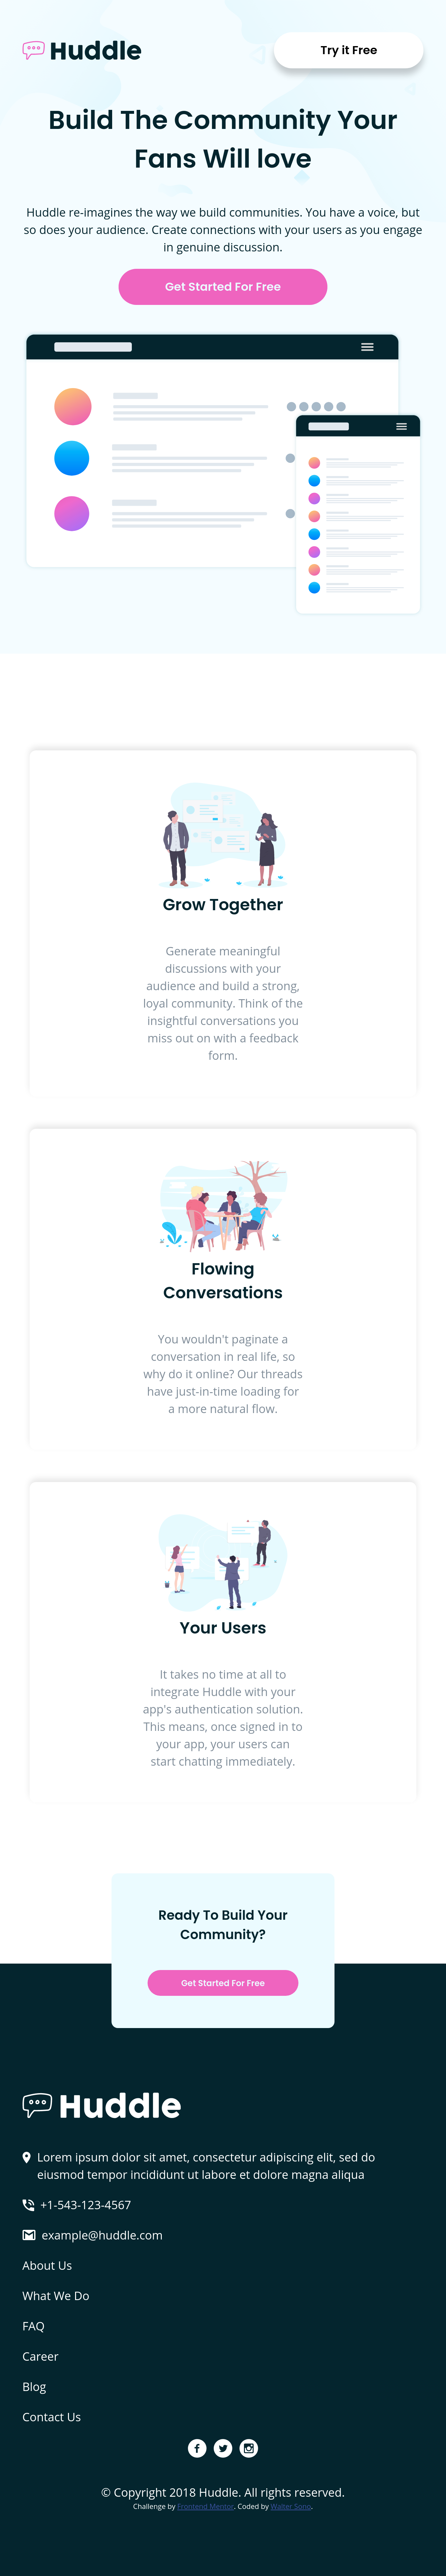 Huddle
Try it Free
Build The Community Your
Fans Will love
Huddle re-imagines the way we build communities. You have a voice, but
so does your audience. Create connections with your users as you engage
in genuine discussion.
Get Started For Free
Grow Together
Generate meaningful
discussions with your
audience and build a strong,
loyal community. Think of the
insightful conversations you
miss out on with a feedback
form.
Flowing
Conversations
You wouldn't paginate a
conversation in real life, so
why do it online? Our threads
have just-in-time loading for
a more natural flow.
Your Users
It takes no time at all to
integrate Huddle with your
app's authentication solution.
This means, once signed in to
your app, your users can
start chatting immediately.
Ready To Build Your
Community?
Get Started For Free
Huddle
Lorem ipsum dolor sit amet, consectetur adipiscing elit, sed do
eiusmod tempor incididunt ut labore et dolore magna aliqua
+1-543-123-4567
example@huddle.com
About Us
What We Do
FAQ
Career
Blog
Contact Us
© Copyright 2018 Huddle. All rights reserved.
Challenge by Frontend Mentor. Coded by Walter Song.